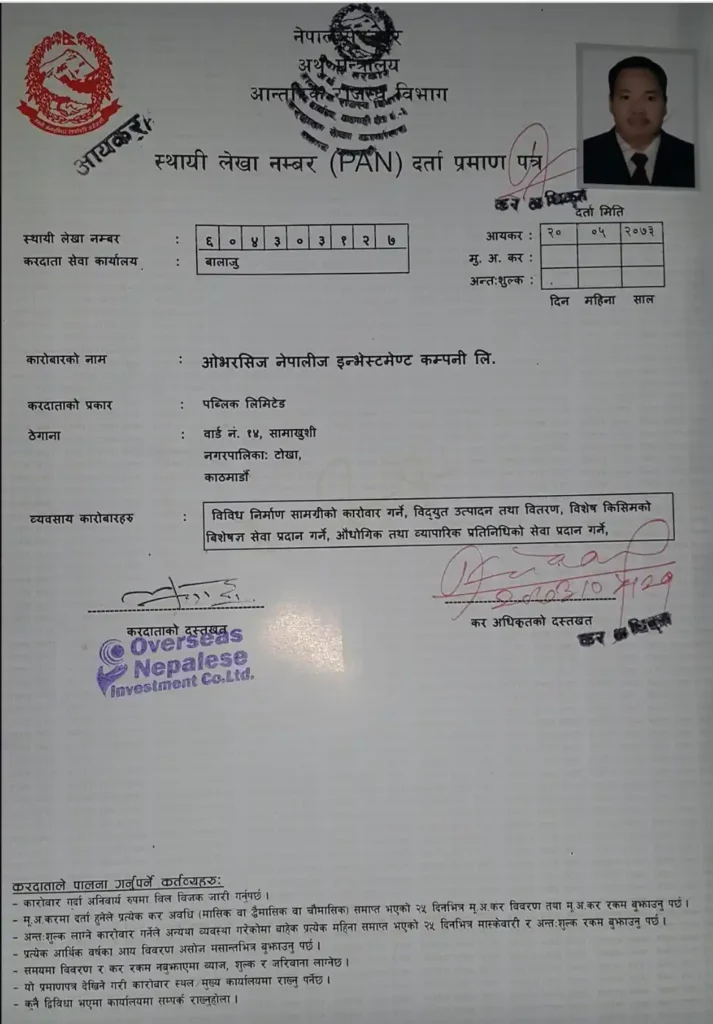 नेपाल सरकार
अर्थ मन्त्रालय
आन्तरिक राजस्व विभाग
आयकर
स्थायी लेखा नम्बर (PAN) दर्ता प्रमाण पत्र
कर अधिकृत
दर्ता मिति
स्थायी लेखा नम्बर : ६ ० ४ ३ ० ३ १ २ ७
आयकर : २० ०५ २०७३
करदाता सेवा कार्यालय : बालाजु
मु. अ. कर :
अन्तःशुल्क :
दिन महिना साल
कारोबारको नाम : ओभरसिज नेपालीज इन्भेस्टमेण्ट कम्पनी लि.
करदाताको प्रकार : पब्लिक लिमिटेड
ठेगाना : वार्ड नं. १४, सामाखुशी
नगरपालिका: टोखा,
काठमाडौं
व्यवसाय कारोबारहरु : विविध निर्माण सामग्रीको कारोवार गर्ने, विद्युत उत्पादन तथा वितरण, विशेष किसिमको
बिशेषज्ञ सेवा प्रदान गर्ने, औधोगिक तथा व्यापारिक प्रतिनिधिको सेवा प्रदान गर्ने,
करदाताको दस्तखत
कर अधिकृतको दस्तखत
कर अधिकृत
Overseas
Nepalese
Investment Co.Ltd.
करदाताले पालना गर्नुपर्ने कर्तव्यहरु:
- कारोबार गर्दा अनिवार्य रुपमा विल विजक जारी गर्नुपर्छ ।
- मू.अ.करमा दर्ता हुनेले प्रत्येक कर अवधि (मासिक वा द्वैमासिक वा चौमासिक) समाप्त भएको २५ दिनभित्र मू.अ.कर विवरण तथा मू.अ.कर रकम बुझाउनु पर्छ ।
- अन्तःशुल्क लाग्ने कारोवार गर्नेले अन्यथा व्यवस्था गरेकोमा बाहेक प्रत्येक महिना समाप्त भएको २५ दिनभित्र मास्केवारी र अन्तःशुल्क रकम बुझाउनु पर्छ ।
- प्रत्येक आर्थिक वर्षका आय विवरण असोज मसान्तभित्र बुझाउनु पर्छ ।
- समयमा विवरण र कर रकम नबुझाएमा ब्याज, शुल्क र जरिवाना लाग्नेछ ।
- यो प्रमाणपत्र देखिने गरी कारोबार स्थल/मुख्य कार्यालयमा राख्नु पर्नेछ ।
- कुनै द्विविधा भएमा कार्यालयमा सम्पर्क राख्नुहोला ।